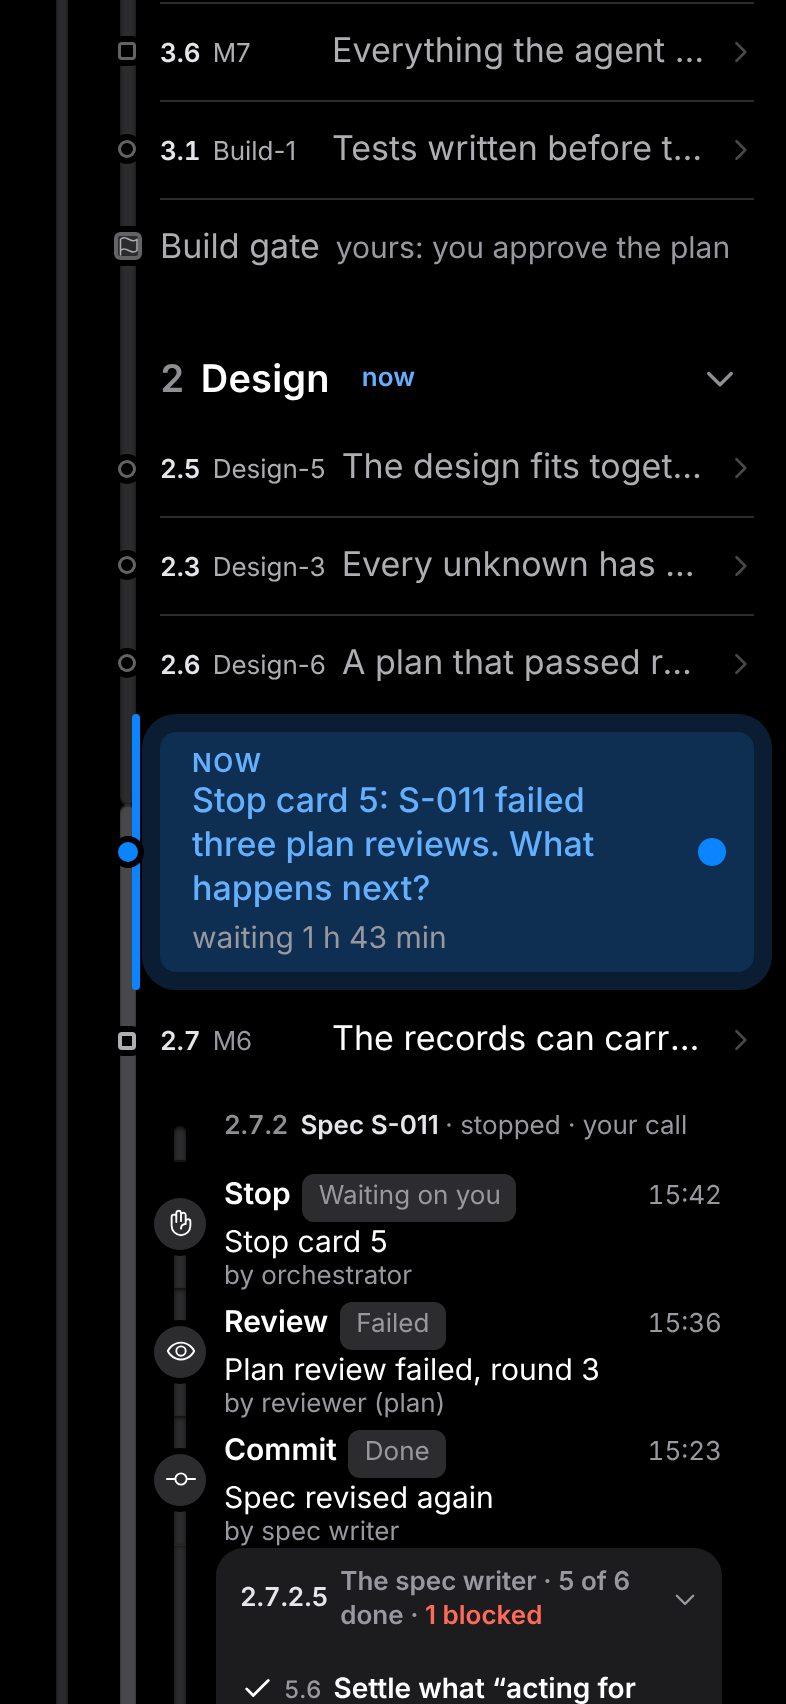 3.6 M7 Everything the agent ...
3.1 Build-1 Tests written before t...
Build gate yours: you approve the plan
2 Design now
2.5 Design-5 The design fits toget...
2.3 Design-3 Every unknown has ...
2.6 Design-6 A plan that passed r...
NOW
Stop card 5: S-011 failed
three plan reviews. What
happens next?
waiting 1 h 43 min
2.7 M6 The records can carr...
2.7.2 Spec S-011 · stopped · your call
Stop Waiting on you 15:42
Stop card 5
by orchestrator
Review Failed 15:36
Plan review failed, round 3
by reviewer (plan)
Commit Done 15:23
Spec revised again
by spec writer
2.7.2.5 The spec writer · 5 of 6
done · 1 blocked
5.6 Settle what “acting for